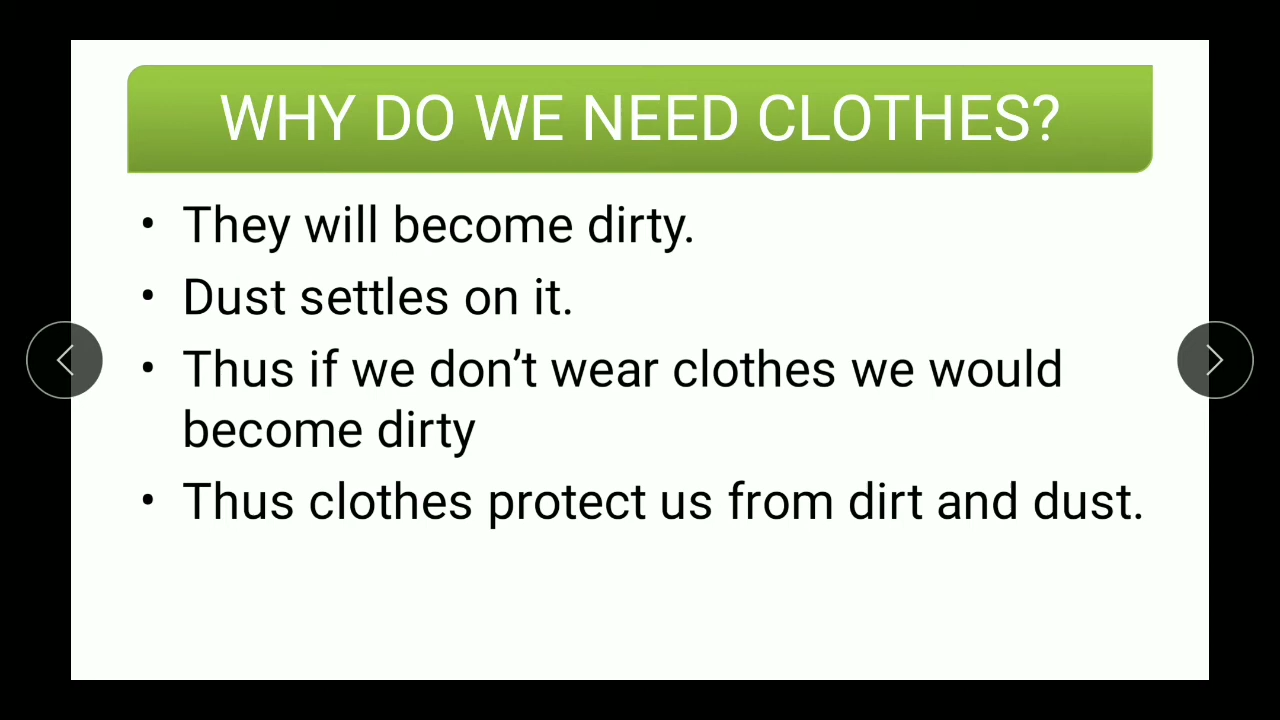 WHY DO WE NEED CLOTHES?
• They will become dirty.
• Dust settles on it.
• Thus if we don’t wear clothes we would
become dirty
• Thus clothes protect us from dirt and dust.